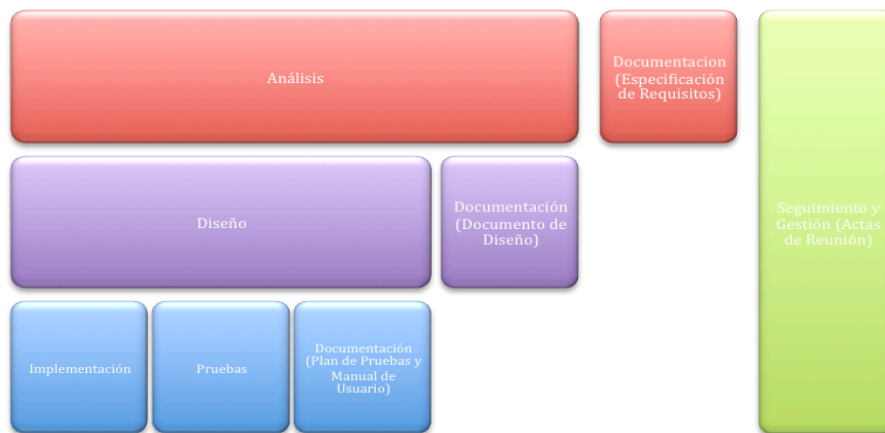 Análisis
Documentacion
(Especificación
de Requisitos)
Diseño
Documentación
(Documento de
Diseño)
Seguimiento y
Gestión (Actas
de Reunión)
Implementación
Pruebas
Documentación
(Plan de Pruebas y
Manual de
Usuario)